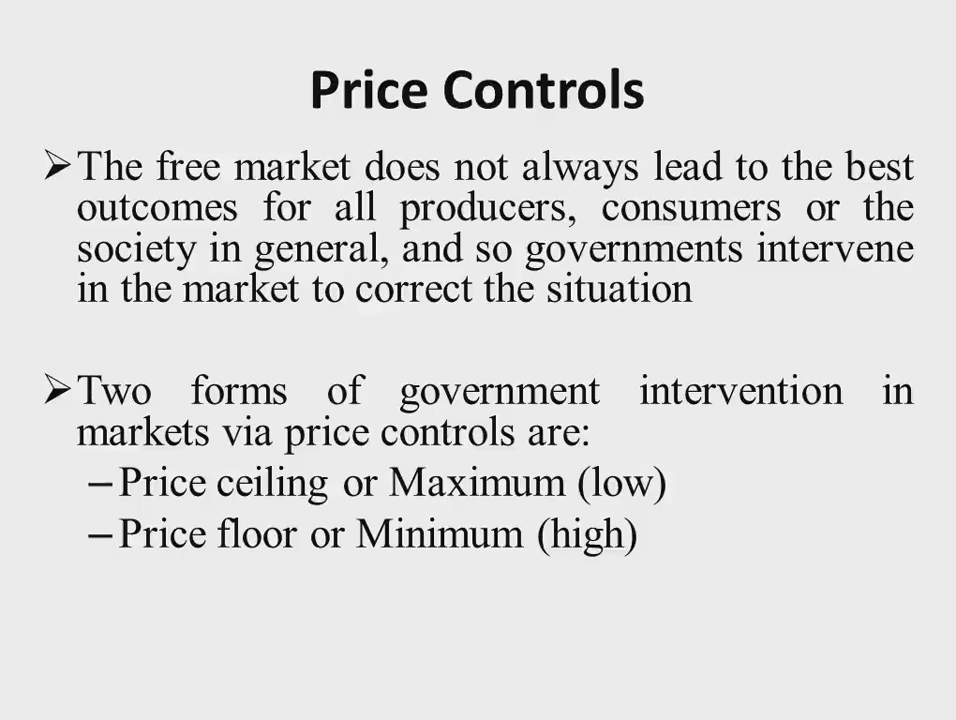 Price Controls
➢The free market does not always lead to the best
outcomes for all producers, consumers or the
society in general, and so governments intervene
in the market to correct the situation
➢Two forms of government intervention in
markets via price controls are:
–Price ceiling or Maximum (low)
–Price floor or Minimum (high)